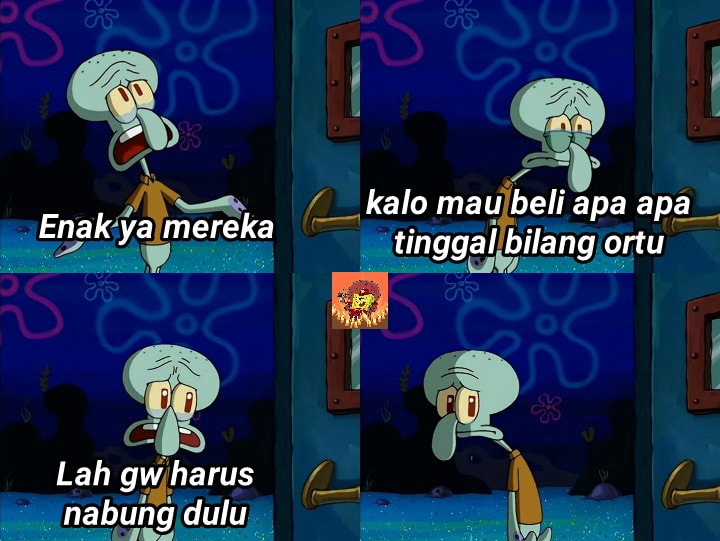 Enak ya mereka
kalo mau beli apa apa
tinggal bilang ortu
Lah gw harus
nabung dulu